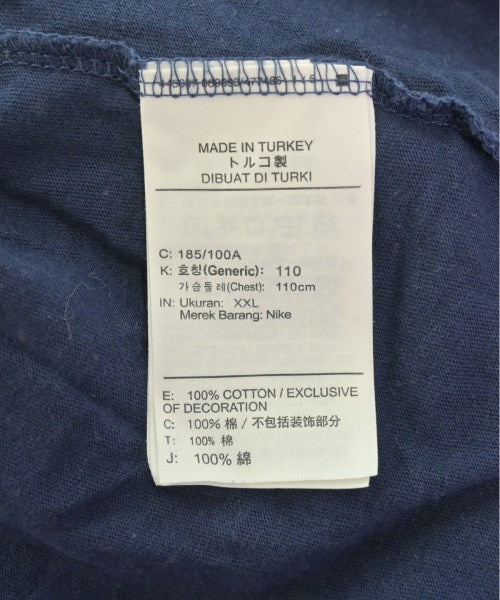 MADE IN TURKEY
トルコ製
DIBUAT DI TURKI
C: 185/100A
K: 호칭(Generic): 110
가슴둘레(Chest): 110cm
IN: Ukuran: XXL
Merek Barang: Nike
E: 100% COTTON / EXCLUSIVE
OF DECORATION
C: 100% 棉 / 不包括装饰部分
T: 100% 棉
J: 100% 綿